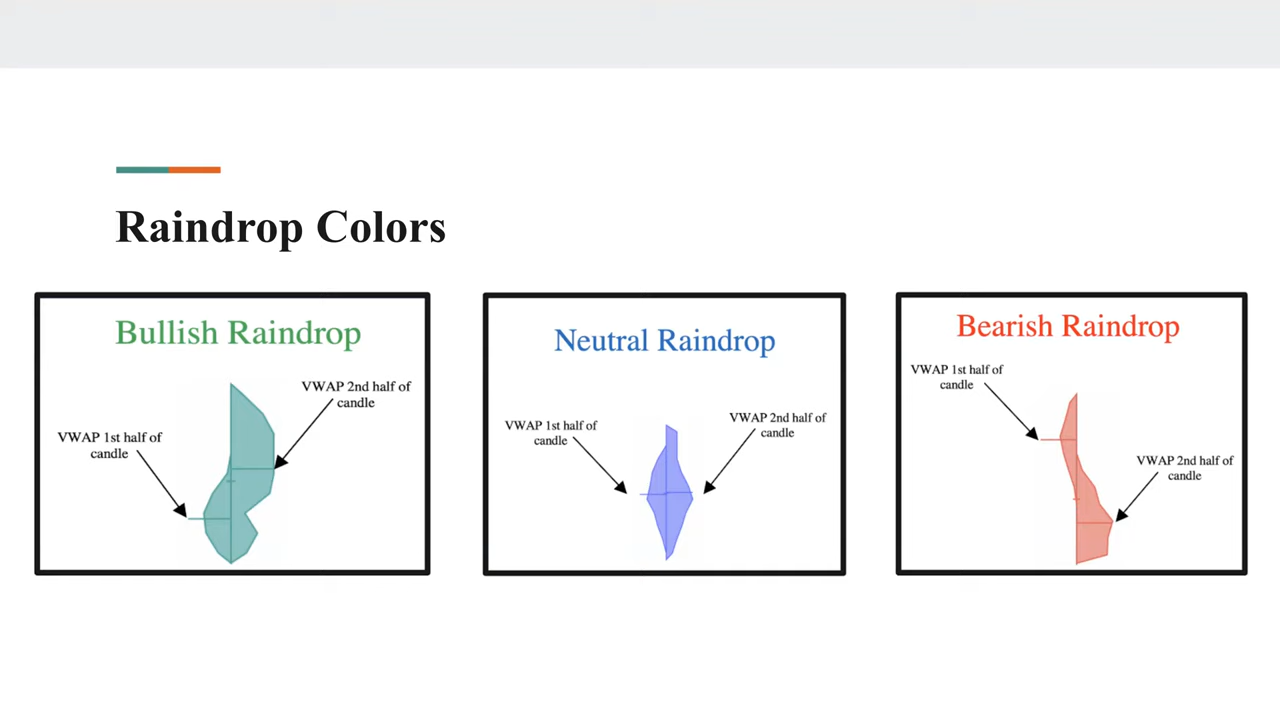 Raindrop Colors
Bullish Raindrop
VWAP 2nd half of
candle
VWAP 1st half of
candle
Neutral Raindrop
VWAP 1st half of
candle
VWAP 2nd half of
candle
Bearish Raindrop
VWAP 1st half of
candle
VWAP 2nd half of
candle